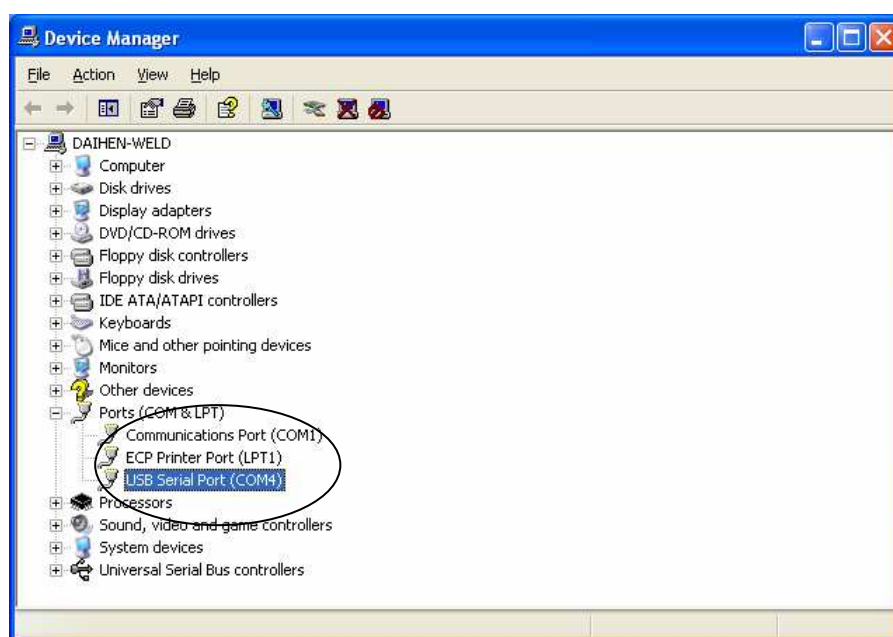 Device Manager
File Action View Help
DAIHEN-WELD
Computer
Disk drives
Display adapters
DVD/CD-ROM drives
Floppy disk controllers
Floppy disk drives
IDE ATA/ATAPI controllers
Keyboards
Mice and other pointing devices
Monitors
Other devices
Ports (COM & LPT)
Communications Port (COM1)
ECP Printer Port (LPT1)
USB Serial Port (COM4)
Processors
Sound, video and game controllers
System devices
Universal Serial Bus controllers